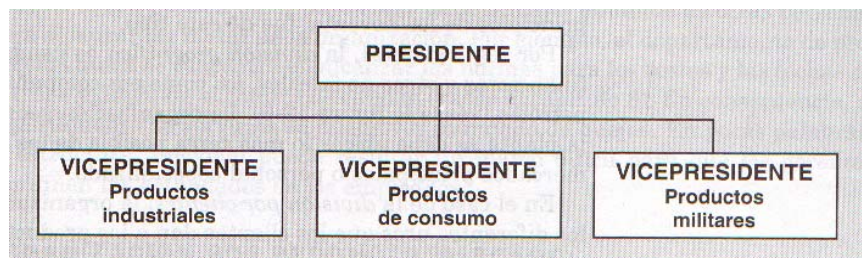 PRESIDENTE
VICEPRESIDENTE
Productos
industriales
VICEPRESIDENTE
Productos
de consumo
VICEPRESIDENTE
Productos
militares